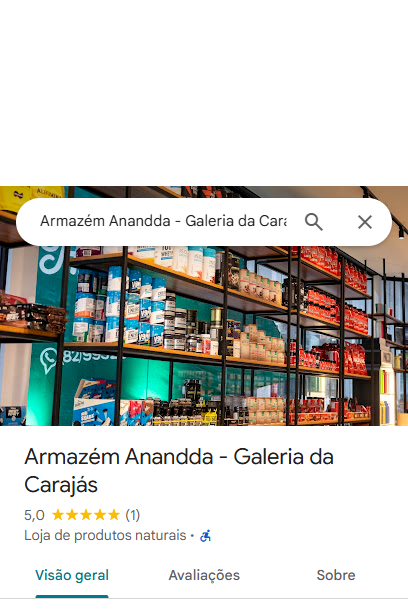 Armazém Anandda - Galeria da Cara
82/993
Armazém Anandda - Galeria da
Carajás
5,0 (1)
Loja de produtos naturais ·
Visão geral Avaliações Sobre